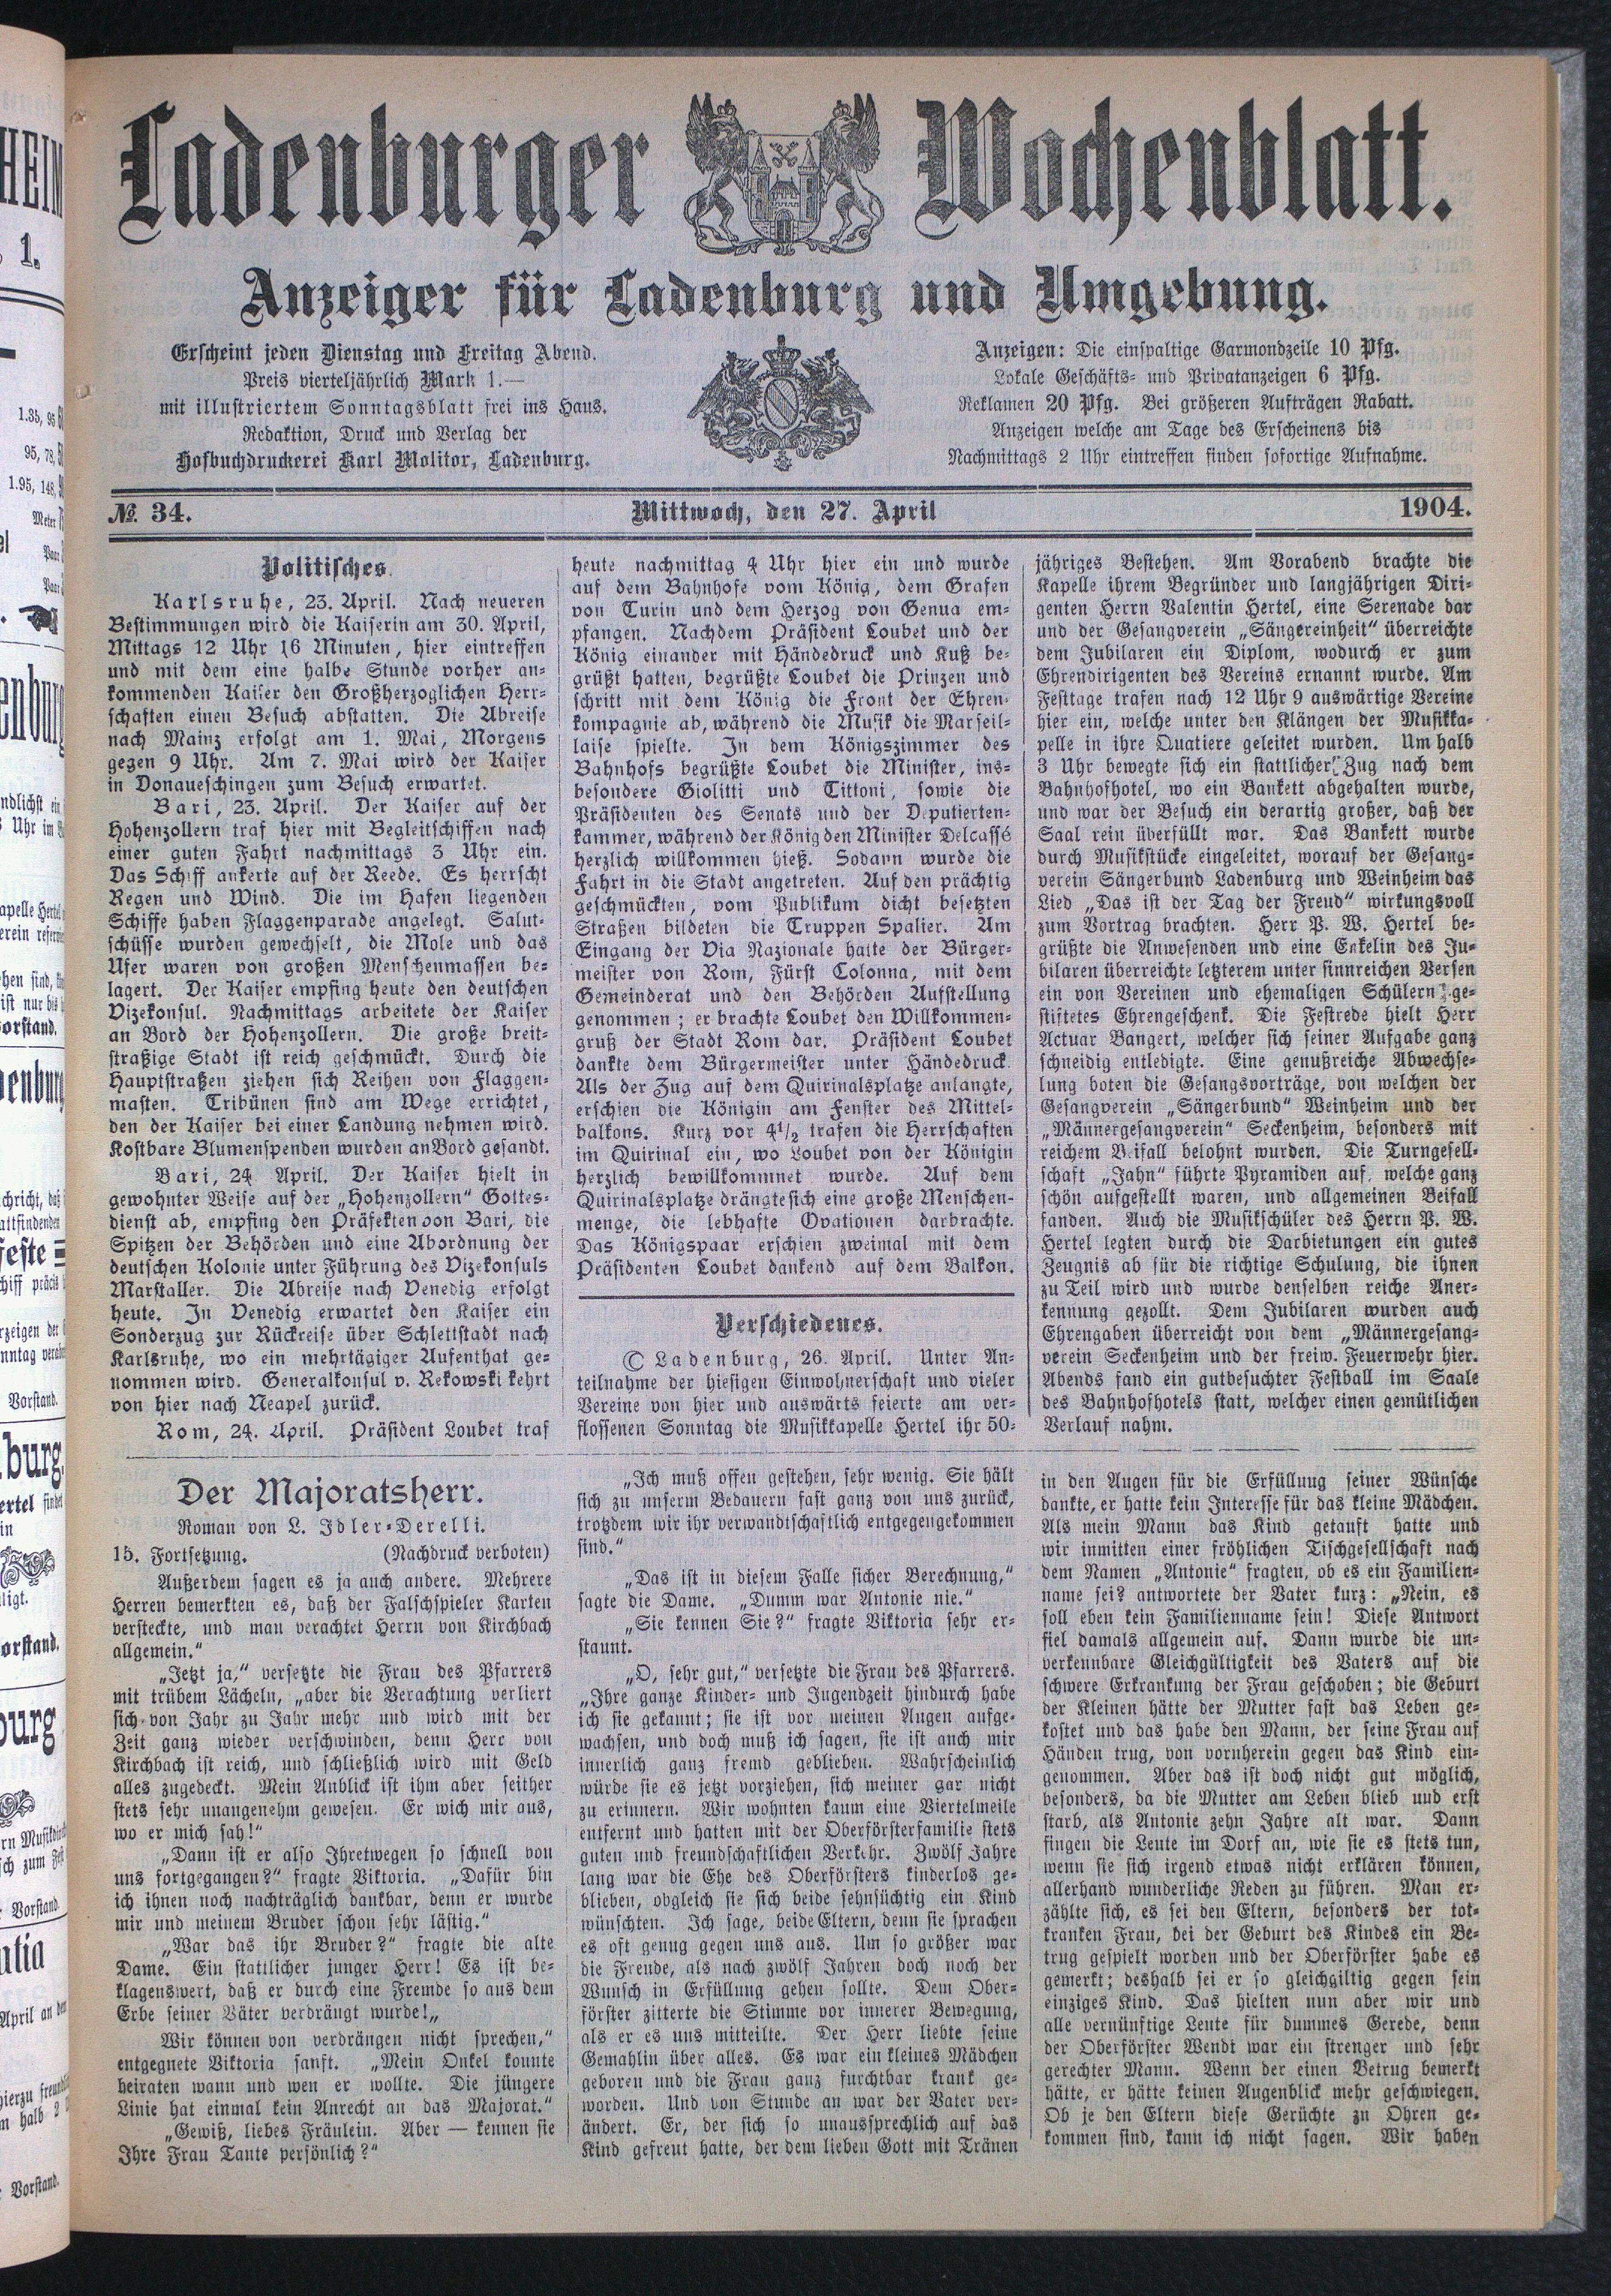 Ladenburger Wochenblatt.
Anzeiger für Ladenburg und Umgebung.
Erscheint jeden Dienstag und Freitag Abend.
Preis vierteljährlich Mark 1.—
mit illustriertem Sonntagsblatt frei ins Haus.
Redaktion, Druck und Verlag der
Hofbuchdruckerei Karl Molitor, Ladenburg.
Anzeigen: Die einspaltige Garmondzeile 10 Pfg.
Lokale Geschäfts- und Privatanzeigen 6 Pfg.
Reklamen 20 Pfg. Bei größeren Aufträgen Rabatt.
Anzeigen welche am Tage des Erscheinens bis
Nachmittags 2 Uhr eintreffen finden sofortige Aufnahme.
№ 34. Mittwoch, den 27. April 1904.
Politisches.
Karlsruhe, 23. April. Nach neueren
Bestimmungen wird die Kaiserin am 30. April,
Mittags 12 Uhr 16 Minuten, hier eintreffen
und mit dem eine halbe Stunde vorher an-
kommenden Kaiser den Großherzoglichen Herr-
schaften einen Besuch abstatten. Die Abreise
nach Mainz erfolgt am 1. Mai, Morgens
gegen 9 Uhr. Am 7. Mai wird der Kaiser
in Donaueschingen zum Besuch erwartet.
Bari, 23. April. Der Kaiser auf der
Hohenzollern traf hier mit Begleitschiffen nach
einer guten Fahrt nachmittags 3 Uhr ein.
Das Schiff ankerte auf der Reede. Es herrscht
Regen und Wind. Die im Hafen liegenden
Schiffe haben Flaggenparade angelegt. Salut-
schüsse wurden gewechselt, die Mole und das
Ufer waren von großen Menschenmassen be-
lagert. Der Kaiser empfing heute den deutschen
Vizekonsul. Nachmittags arbeitete der Kaiser
an Bord der Hohenzollern. Die große breit-
straßige Stadt ist reich geschmückt. Durch die
Hauptstraßen ziehen sich Reihen von Flaggen-
masten. Tribünen sind am Wege errichtet,
den der Kaiser bei einer Landung nehmen wird.
Kostbare Blumenspenden wurden an Bord gesandt.
Bari, 24. April. Der Kaiser hielt in
gewohnter Weise auf der „Hohenzollern“ Gottes-
dienst ab, empfing den Präfekten von Bari, die
Spitzen der Behörden und eine Abordnung der
deutschen Kolonie unter Führung des Vizekonsuls
Marstaller. Die Abreise nach Venedig erfolgt
heute. In Venedig erwartet den Kaiser ein
Sonderzug zur Rückreise über Schlettstadt nach
Karlsruhe, wo ein mehrtägiger Aufenthat ge-
nommen wird. Generalkonsul v. Rekowski kehrt
von hier nach Neapel zurück.
Rom, 24. April. Präsident Loubet traf
heute nachmittag 4 Uhr hier ein und wurde
auf dem Bahnhofe vom König, dem Grafen
von Turin und dem Herzog von Genua em-
pfangen. Nachdem Präsident Loubet und der
König einander mit Händedruck und Kuß be-
grüßt hatten, begrüßte Loubet die Prinzen und
schritt mit dem König die Front der Ehren-
kompagnie ab, während die Musik die Marseil-
laise spielte. In dem Königszimmer des
Bahnhofs begrüßte Loubet die Minister, ins-
besondere Giolitti und Tittoni, sowie die
Präsidenten des Senats und der Deputierten-
kammer, während der König den Minister Delcassé
herzlich willkommen hieß. Sodann wurde die
Fahrt in die Stadt angetreten. Auf den prächtig
geschmückten, vom Publikum dicht besetzten
Straßen bildeten die Truppen Spalier. Am
Eingang der Via Nazionale hatte der Bürger-
meister von Rom, Fürst Colonna, mit dem
Gemeinderat und den Behörden Aufstellung
genommen; er brachte Loubet den Willkommen-
gruß der Stadt Rom dar. Präsident Loubet
dankte dem Bürgermeister unter Händedruck.
Als der Zug auf dem Quirinalsplatze anlangte,
erschien die Königin am Fenster des Mittel-
balkons. Kurz vor 4½ trafen die Herrschaften
im Quirinal ein, wo Loubet von der Königin
herzlich bewillkommnet wurde. Auf dem
Quirinalsplatze drängte sich eine große Menschen-
menge, die lebhafte Ovationen darbrachte.
Das Königspaar erschien zweimal mit dem
Präsidenten Loubet dankend auf dem Balkon.
Verschiedenes.
© Ladenburg, 26. April. Unter An-
teilnahme der hiesigen Einwohnerschaft und vieler
Vereine von hier und auswärts feierte am ver-
flossenen Sonntag die Musikkapelle Hertel ihr 50-
jähriges Bestehen. Am Vorabend brachte die
Kapelle ihrem Begründer und langjährigen Diri-
genten Herrn Valentin Hertel, eine Serenade dar
und der Gesangverein „Sängereinheit“ überreichte
dem Jubilaren ein Diplom, wodurch er zum
Ehrendirigenten des Vereins ernannt wurde. Am
Festtage trafen nach 12 Uhr 9 auswärtige Vereine
hier ein, welche unter den Klängen der Musikka-
pelle in ihre Quatiere geleitet wurden. Um halb
3 Uhr bewegte sich ein stattlicher Zug nach dem
Bahnhofhotel, wo ein Bankett abgehalten wurde,
und war der Besuch ein derartig großer, daß der
Saal rein überfüllt war. Das Bankett wurde
durch Musikstücke eingeleitet, worauf der Gesang-
verein Sängerbund Ladenburg und Weinheim das
Lied „Das ist der Tag der Freud“ wirkungsvoll
zum Vortrag brachten. Herr P. W. Hertel be-
grüßte die Anwesenden und eine Enkelin des Ju-
bilaren überreichte letzterem unter sinnreichen Versen
ein von Vereinen und ehemaligen Schülern ge-
stiftetes Ehrengeschenk. Die Festrede hielt Herr
Actuar Bangert, welcher sich seiner Aufgabe ganz
schneidig entledigte. Eine genußreiche Abwechse-
lung boten die Gesangsvorträge, von welchen der
Gesangverein „Sängerbund“ Weinheim und der
„Männergesangverein“ Seckenheim, besonders mit
reichem Beifall belohnt wurden. Die Turngesell-
schaft „Jahn“ führte Pyramiden auf, welche ganz
schön aufgestellt waren, und allgemeinen Beifall
fanden. Auch die Musikschüler des Herrn P. W.
Hertel legten durch die Darbietungen ein gutes
Zeugnis ab für die richtige Schulung, die ihnen
zu Teil wird und wurde denselben reiche Aner-
kennung gezollt. Dem Jubilaren wurden auch
Ehrengaben überreicht von dem „Männergesang-
verein Seckenheim und der freiw. Feuerwehr hier.
Abends fand ein gutbesuchter Festball im Saale
des Bahnhofhotels statt, welcher einen gemütlichen
Verlauf nahm.
Der Majoratsherr.
Roman von L. Idler-Derelli.
15. Fortsetzung. (Nachdruck verboten)
Außerdem sagen es ja auch andere. Mehrere
Herren bemerkten es, daß der Falschspieler Karten
versteckte, und man verachtet Herrn von Kirchbach
allgemein.“
„Jetzt ja,“ versetzte die Frau des Pfarrers
mit trübem Lächeln, „aber die Verachtung verliert
sich von Jahr zu Jahr mehr und wird mit der
Zeit ganz wieder verschwinden, denn Herr von
Kirchbach ist reich, und schließlich wird mit Geld
alles zugedeckt. Mein Anblick ist ihm aber seither
stets sehr unangenehm gewesen. Er wich mir aus,
wo er mich sah!“
„Dann ist er also Ihretwegen so schnell von
uns fortgegangen?“ fragte Viktoria. „Dafür bin
ich ihnen noch nachträglich dankbar, denn er wurde
mir und meinem Bruder schon sehr lästig.“
„War das ihr Bruder?“ fragte die alte
Dame. Ein stattlicher junger Herr! Es ist be-
klagenswert, daß er durch eine Fremde so aus dem
Erbe seiner Väter verdrängt wurde!„
Wir können von verdrängen nicht sprechen,“
entgegnete Viktoria sanft. „Mein Onkel konnte
heiraten wann und wen er wollte. Die jüngere
Linie hat einmal kein Anrecht an das Majorat.“
„Gewiß, liebes Fräulein. Aber — kennen sie
Ihre Frau Tante persönlich?“
„Ich muß offen gestehen, sehr wenig. Sie hält
sich zu unserm Bedauern fast ganz von uns zurück,
trotzdem wir ihr verwandtschaftlich entgegengekommen
sind.“
„Das ist in diesem Falle sicher Berechnung,“
sagte die Dame. „Dumm war Antonie nie.“
„Sie kennen Sie?“ fragte Viktoria sehr er-
staunt.
„O, sehr gut,“ versetzte die Frau des Pfarrers.
„Ihre ganze Kinder- und Jugendzeit hindurch habe
ich sie gekannt; sie ist vor meinen Augen aufge-
wachsen, und doch muß ich sagen, sie ist auch mir
innerlich ganz fremd geblieben. Wahrscheinlich
würde sie es jetzt vorziehen, sich meiner gar nicht
zu erinnern. Wir wohnten kaum eine Viertelmeile
entfernt und hatten mit der Oberförsterfamilie stets
guten und freundschaftlichen Verkehr. Zwölf Jahre
lang war die Ehe des Oberförsters kinderlos ge-
blieben, obgleich sie sich beide sehnsüchtig ein Kind
wünschten. Ich sage, beide Eltern, denn sie sprachen
es oft genug gegen uns aus. Um so größer war
die Freude, als nach zwölf Jahren doch noch der
Wunsch in Erfüllung gehen sollte. Dem Ober-
förster zitterte die Stimme vor innerer Bewegung,
als er es uns mitteilte. Der Herr liebte seine
Gemahlin über alles. Es war ein kleines Mädchen
geboren und die Frau ganz furchtbar krank ge-
worden. Und von Stunde an war der Vater ver-
ändert. Er, der sich so unaussprechlich auf das
Kind gefreut hatte, der dem lieben Gott mit Tränen
in den Augen für die Erfüllung seiner Wünsche
dankte, er hatte kein Interesse für das kleine Mädchen.
Als mein Mann das Kind getauft hatte und
wir inmitten einer fröhlichen Tischgesellschaft nach
dem Namen „Antonie“ fragten, ob es ein Familien-
name sei? antwortete der Vater kurz: „Nein, es
soll eben kein Familienname sein! Diese Antwort
fiel damals allgemein auf. Dann wurde die un-
verkennbare Gleichgültigkeit des Vaters auf die
schwere Erkrankung der Frau geschoben; die Geburt
der Kleinen hätte der Mutter fast das Leben ge-
kostet und das habe den Mann, der seine Frau auf
Händen trug, von vornherein gegen das Kind ein-
genommen. Aber das ist doch nicht gut möglich,
besonders, da die Mutter am Leben blieb und erst
starb, als Antonie zehn Jahre alt war. Dann
fingen die Leute im Dorf an, wie sie es stets tun,
wenn sie sich irgend etwas nicht erklären können,
allerhand wunderliche Reden zu führen. Man er-
zählte sich, es sei den Eltern, besonders der tot-
kranken Frau, bei der Geburt des Kindes ein Be-
trug gespielt worden und der Oberförster habe es
gemerkt; deshalb sei er so gleichgiltig gegen sein
einziges Kind. Das hielten nun aber wir und
alle vernünftige Leute für dummes Gerede, denn
der Oberförster Wendt war ein strenger und sehr
gerechter Mann. Wenn der einen Betrug bemerkt
hätte, er hätte keinen Augenblick mehr geschwiegen.
Ob je den Eltern diese Gerüchte zu Ohren ge-
kommen sind, kann ich nicht sagen. Wir haben